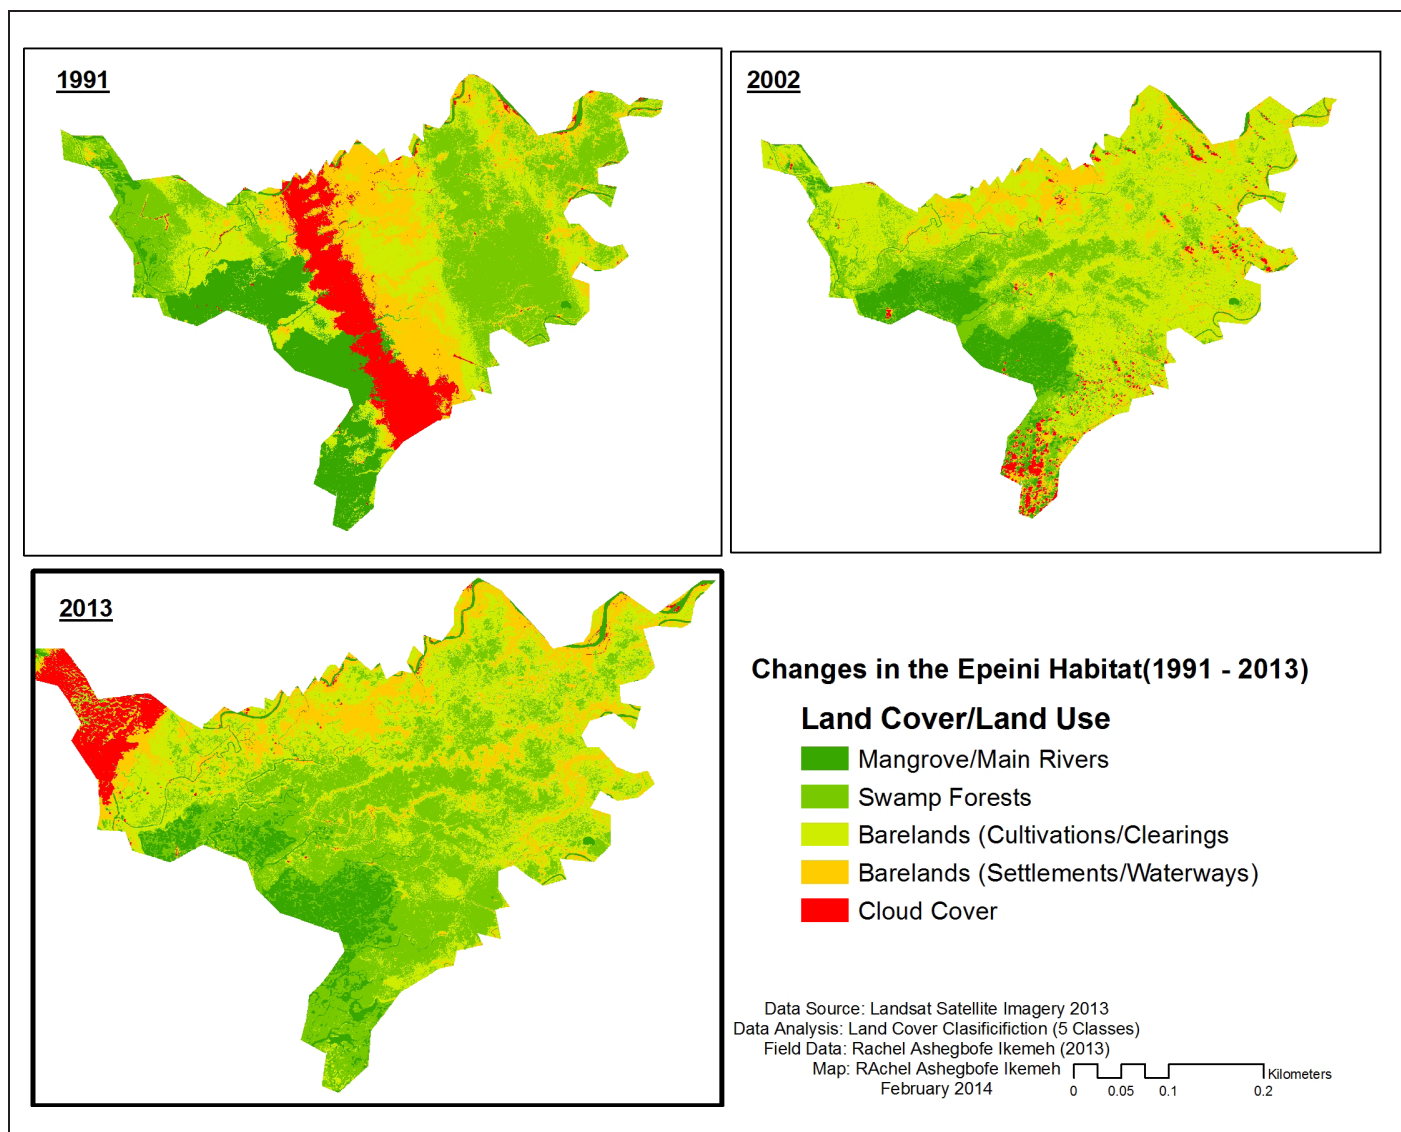 1991
2002
2013
Changes in the Epeini Habitat(1991 - 2013)
Land Cover/Land Use
Mangrove/Main Rivers
Swamp Forests
Barelands (Cultivations/Clearings
Barelands (Settlements/Waterways)
Cloud Cover
Data Source: Landsat Satellite Imagery 2013
Data Analysis: Land Cover Clasificifiction (5 Classes)
Field Data: Rachel Ashegbofe Ikemeh (2013)
Map: RAchel Ashegbofe Ikemeh
February 2014
Kilometers
0 0.05 0.1 0.2